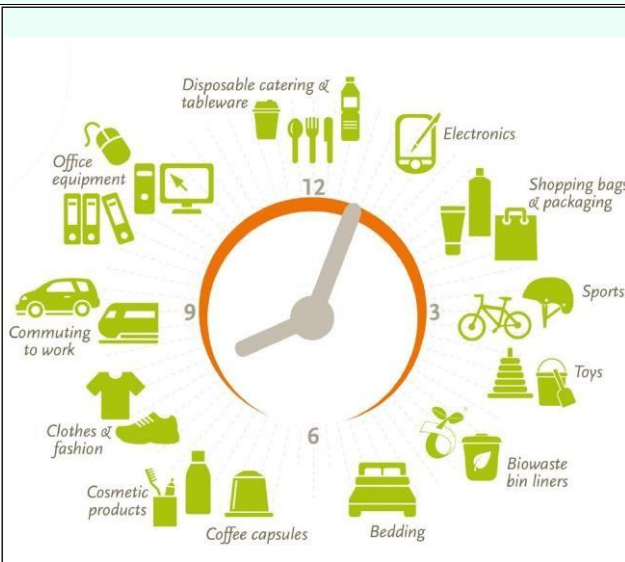 Disposable catering &
tableware
Electronics
Office
equipment
12
Shopping bags
& packaging
9
3
Sports
Commuting
to work
Toys
Clothes &
fashion
6
Biowaste
bin liners
Cosmetic
products
Coffee capsules
Bedding